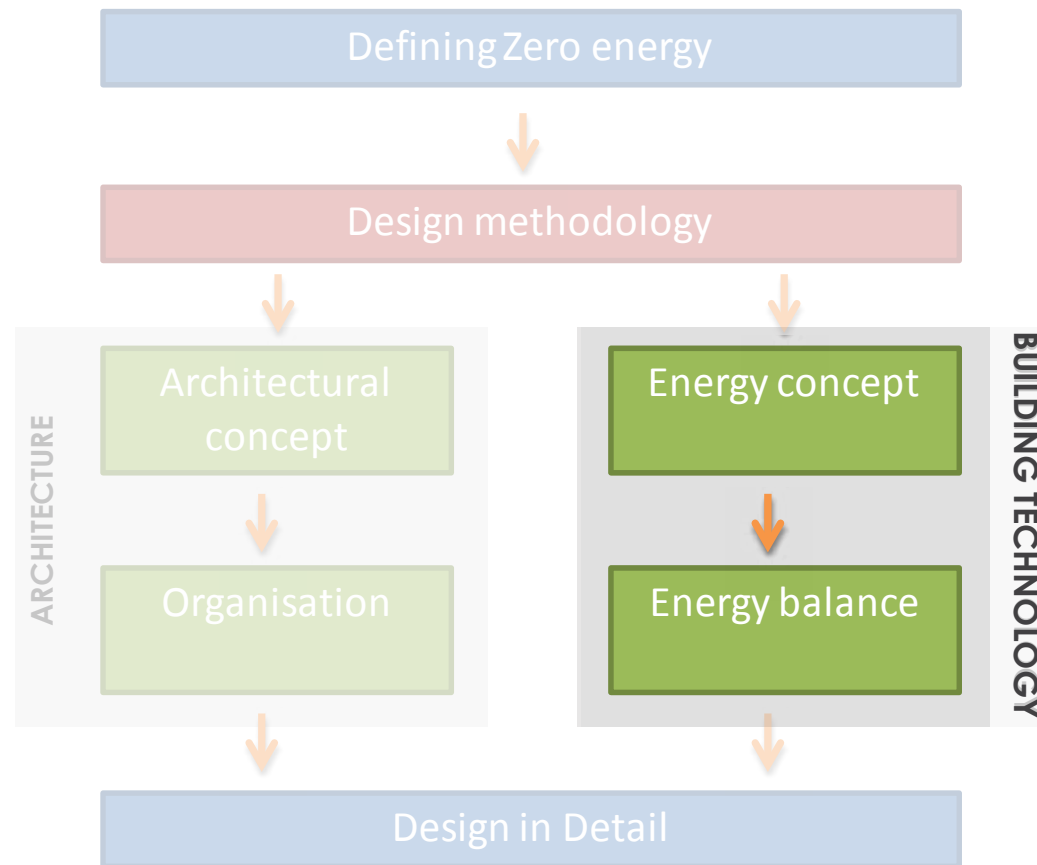 Defining Zero energy
Design methodology
ARCHITECTURE
Architectural
concept
Organisation
Energy concept
Energy balance
BUILDING TECHNOLOGY
Design in Detail